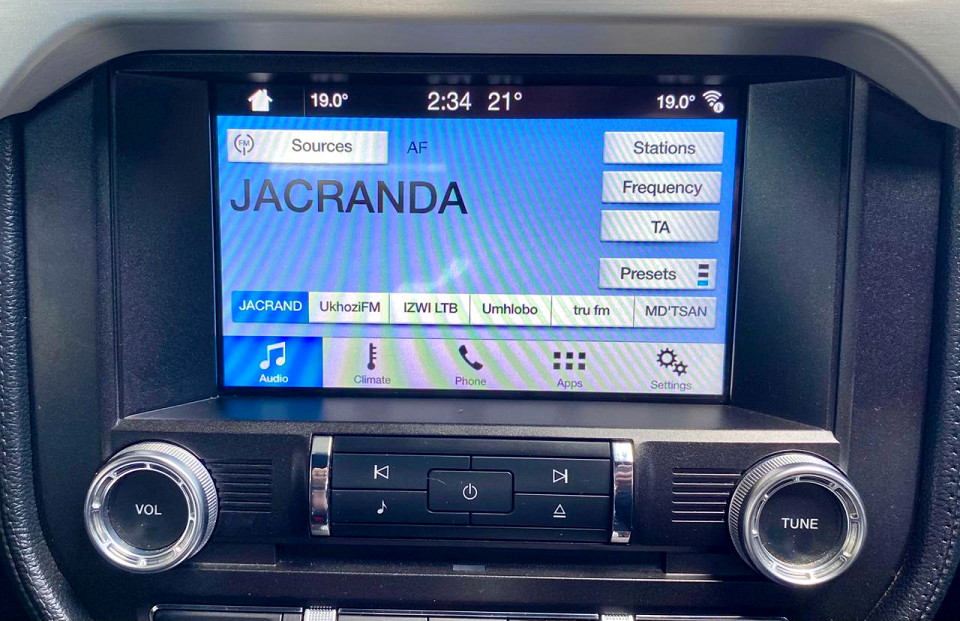 19.0° 2:34 21° 19.0°
FM Sources AF Stations
JACRANDA
Frequency
TA
Presets
JACRAND UkhoziFM IZWI LTB Umhlobo tru fm MD'TSAN
Audio Climate Phone Apps Settings
VOL TUNE